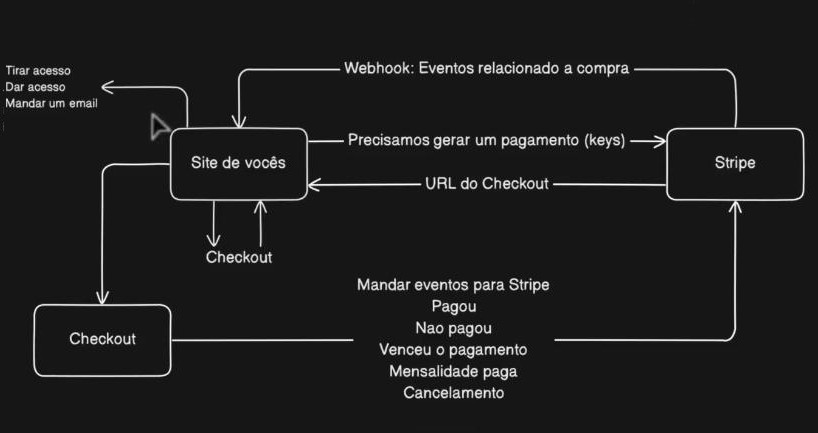 Webhook: Eventos relacionado a compra
Tirar acesso
Dar acesso
Mandar um email
Precisamos gerar um pagamento (keys)
Site de vocês
Stripe
URL do Checkout
Checkout
Mandar eventos para Stripe
Pagou
Nao pagou
Checkout
Venceu o pagamento
Mensalidade paga
Cancelamento